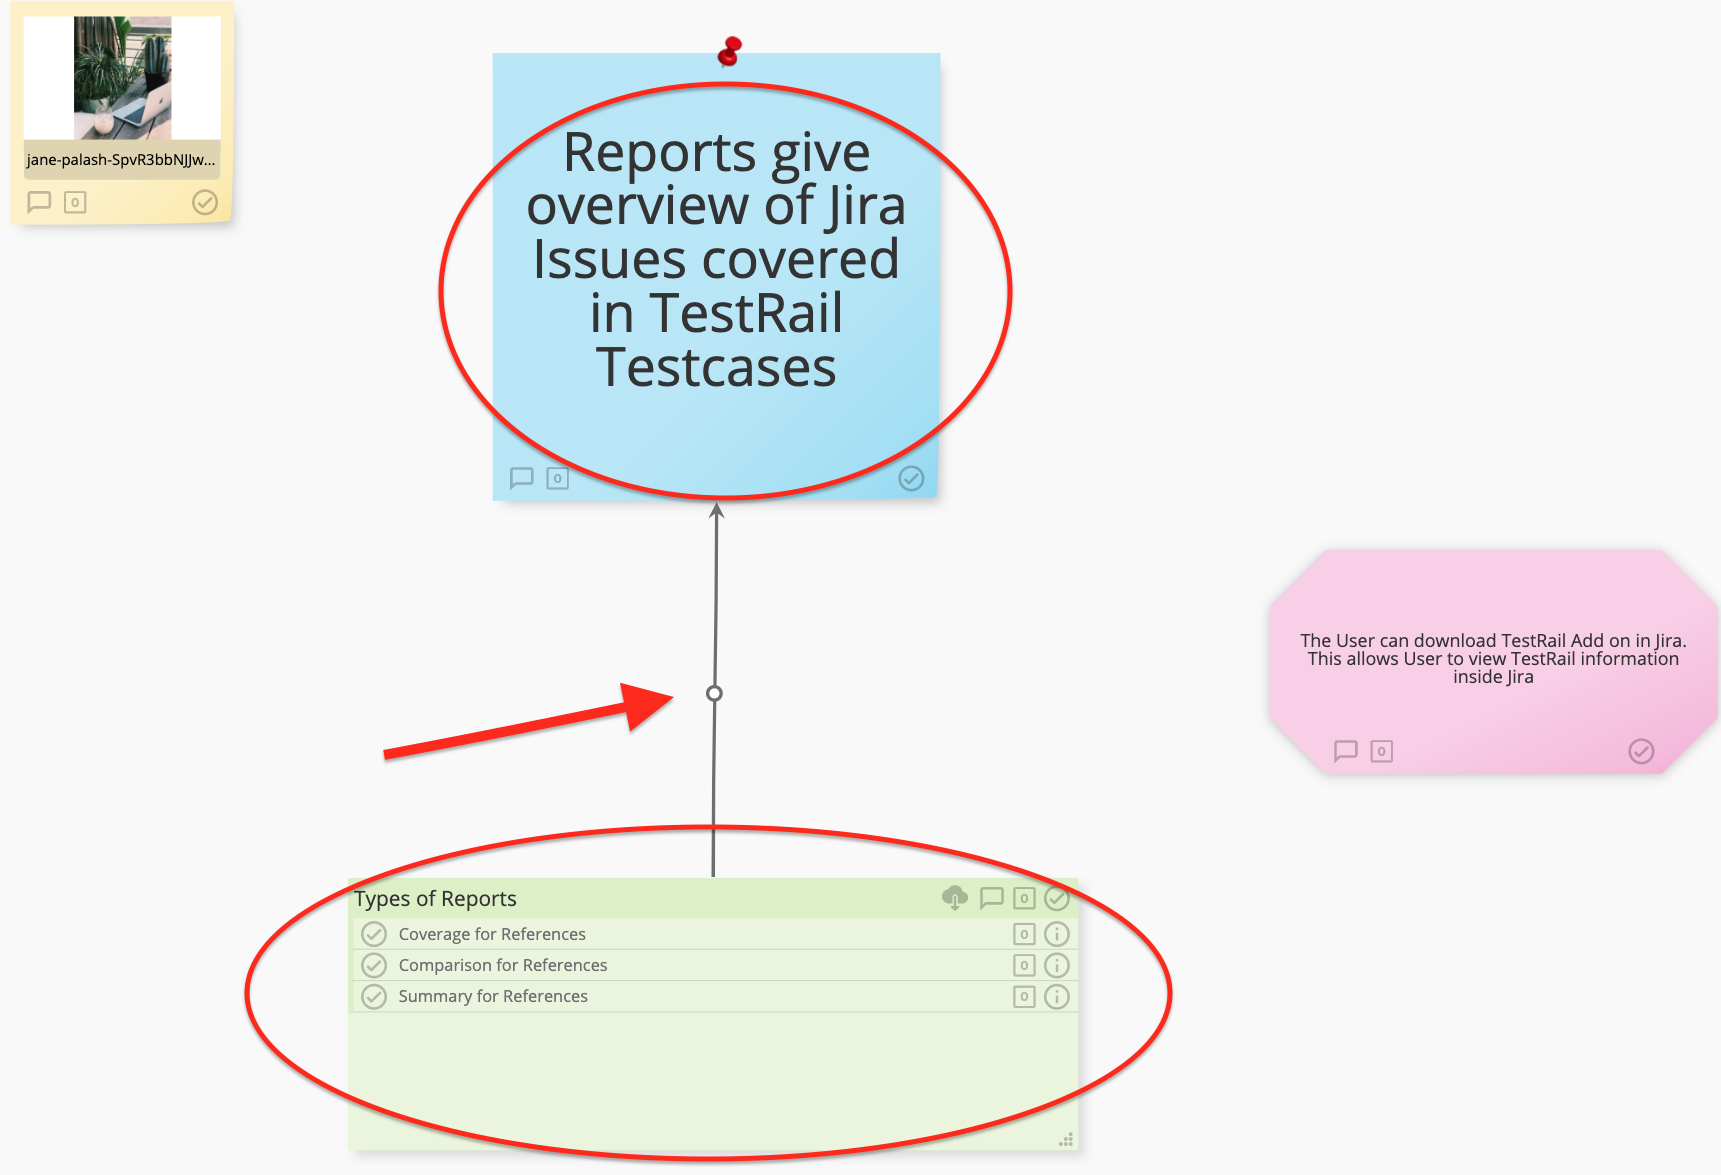 jane-palash-SpvR3bbNJJw...
0
Reports give
overview of Jira
Issues covered
in TestRail
Testcases
0
The User can download TestRail Add on in Jira.
This allows User to view TestRail information
inside Jira
0
Types of Reports
0
Coverage for References
0
Comparison for References
0
Summary for References
0